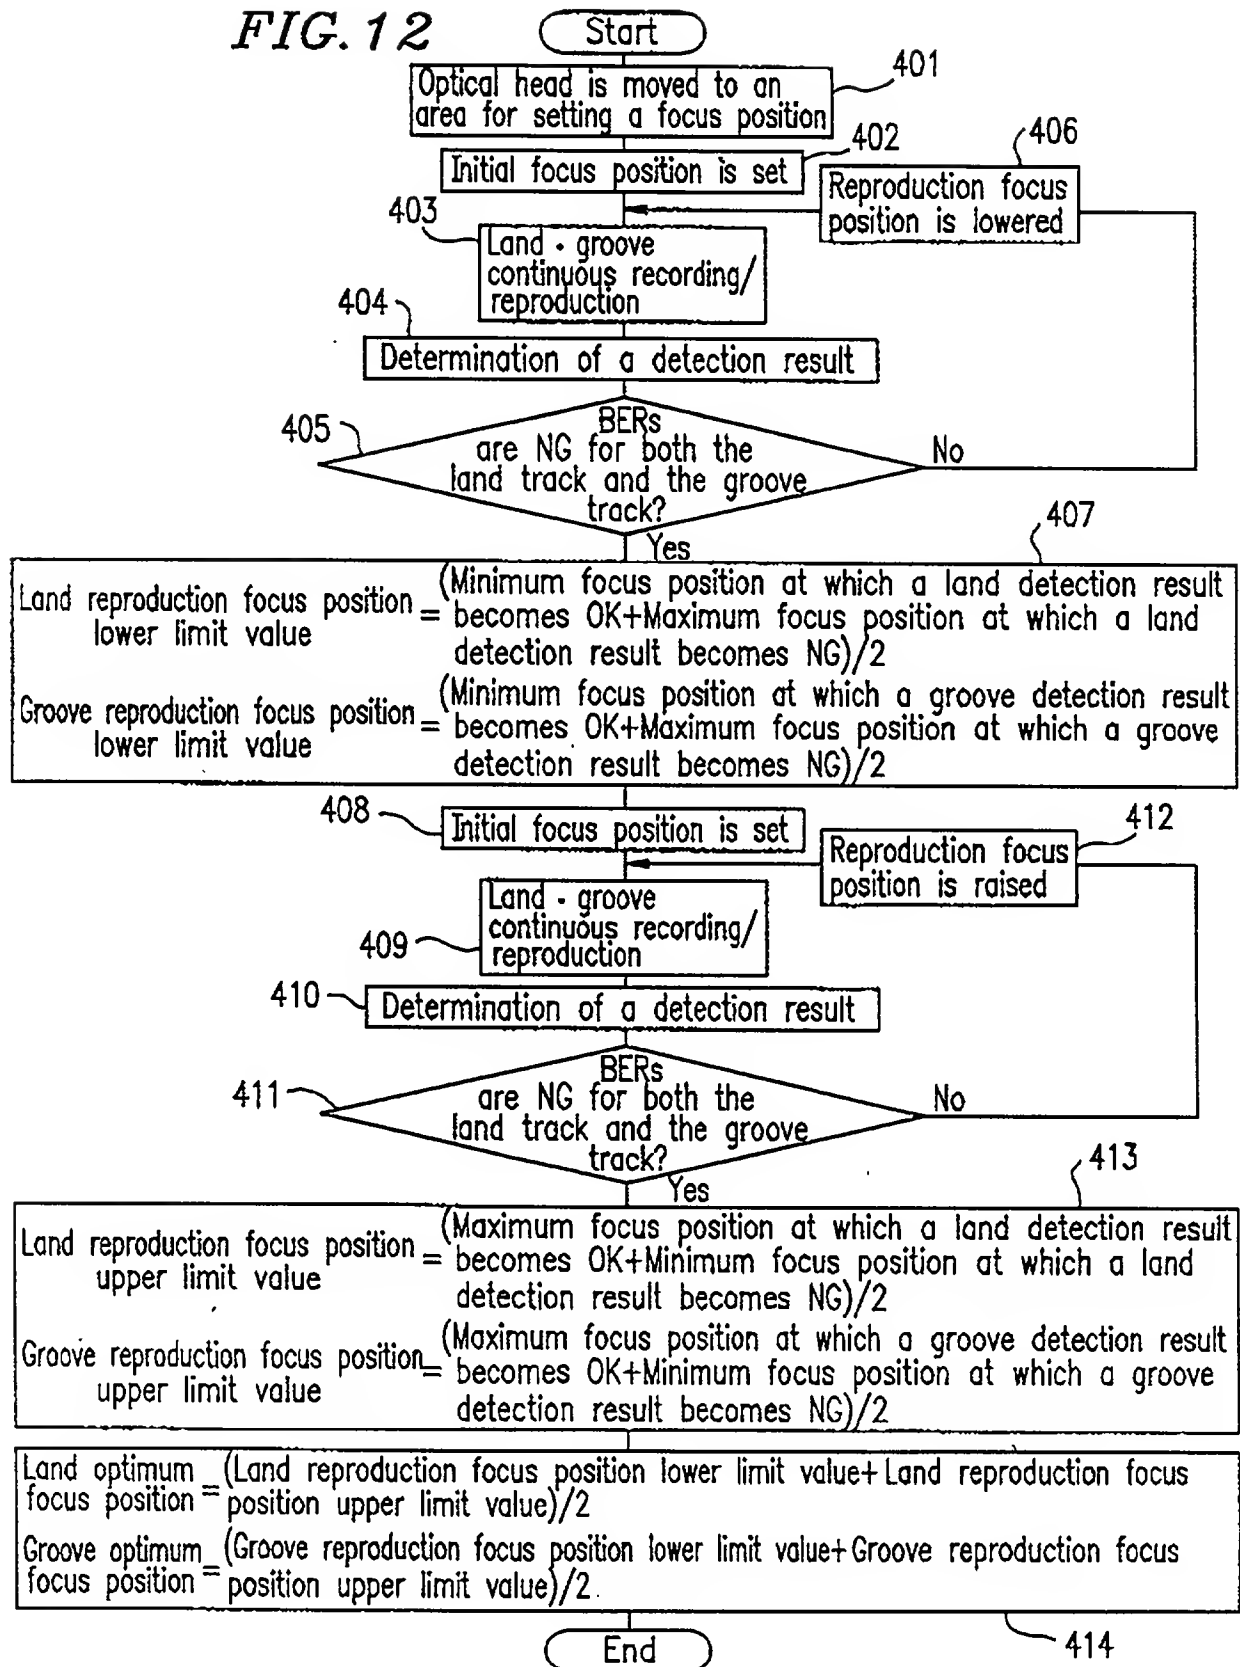 FIG. 12
Start
Optical head is moved to an
area for setting a focus position
401
402
406
Initial focus position is set
Reproduction focus
position is lowered
403
Land · groove
continuous recording/
reproduction
404
Determination of a detection result
405
BERs
are NG for both the
land track and the groove
track?
No
Yes
407
Land reproduction focus position
lower limit value
=
(Minimum focus position at which a land detection result
becomes OK+Maximum focus position at which a land
detection result becomes NG)/2
Groove reproduction focus position
lower limit value
=
(Minimum focus position at which a groove detection result
becomes OK+Maximum focus position at which a groove
detection result becomes NG)/2
408
Initial focus position is set
412
Reproduction focus
position is raised
Land · groove
continuous recording/
reproduction
409
410
Determination of a detection result
411
BERs
are NG for both the
land track and the groove
track?
No
Yes
413
Land reproduction focus position
upper limit value
=
(Maximum focus position at which a land detection result
becomes OK+Minimum focus position at which a land
detection result becomes NG)/2
Groove reproduction focus position
upper limit value
=
(Maximum focus position at which a groove detection result
becomes OK+Minimum focus position at which a groove
detection result becomes NG)/2
Land optimum
focus position
=
(Land reproduction focus position lower limit value+Land reproduction focus
position upper limit value)/2
Groove optimum
focus position
=
(Groove reproduction focus position lower limit value+Groove reproduction focus
position upper limit value)/2
End
414